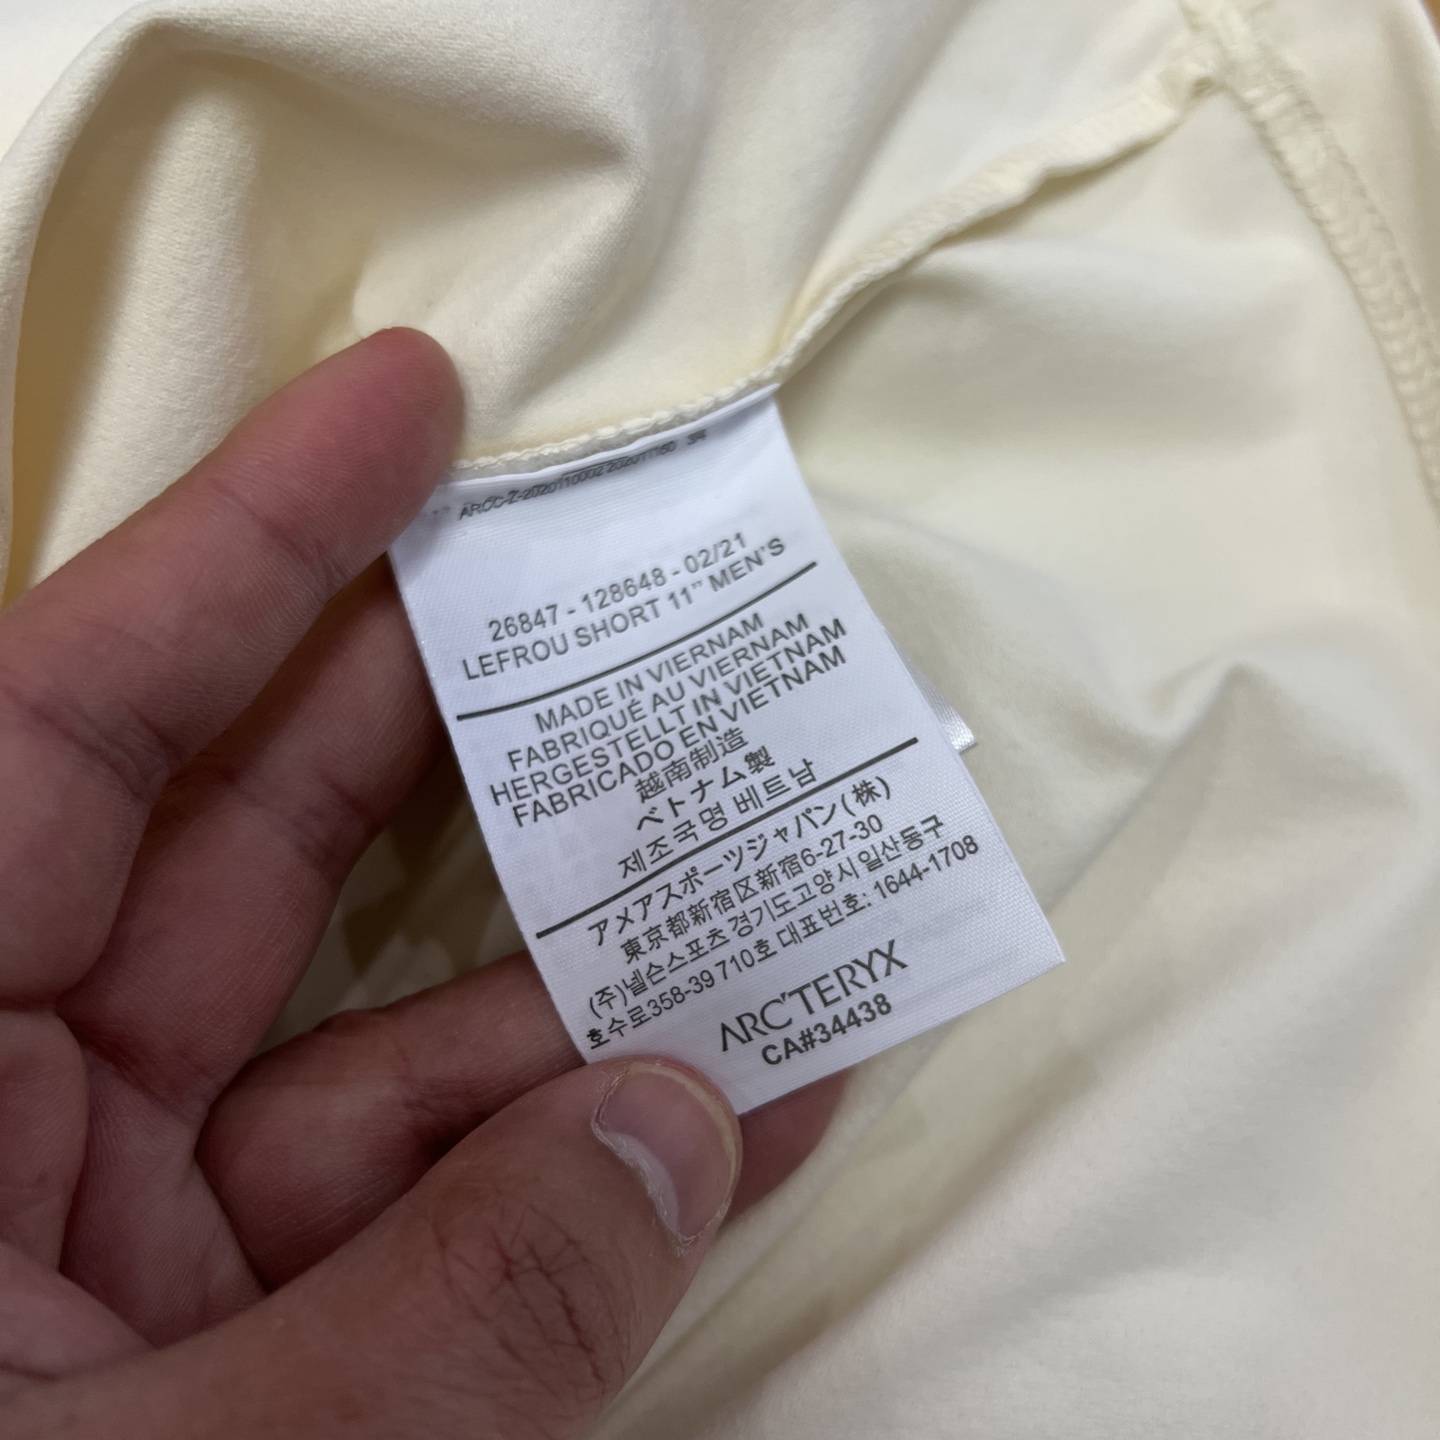 ARCC-Z-2020110002 202011160 3R
26847 - 128648 - 02/21
LEFROU SHORT 11" MEN'S
MADE IN VIERNAM
FABRIQUÉ AU VIERNAM
HERGESTELLT IN VIETNAM
FABRICADO EN VIETNAM
越南制造
ベトナム製
제조국명 베트남
アメアスポーツジャパン(株)
東京都新宿区新宿6-27-30
(주)넬슨스포츠 경기도고양시 일산동구
호수로358-39 710호 대표번호: 1644-1708
ARC'TERYX
CA#34438